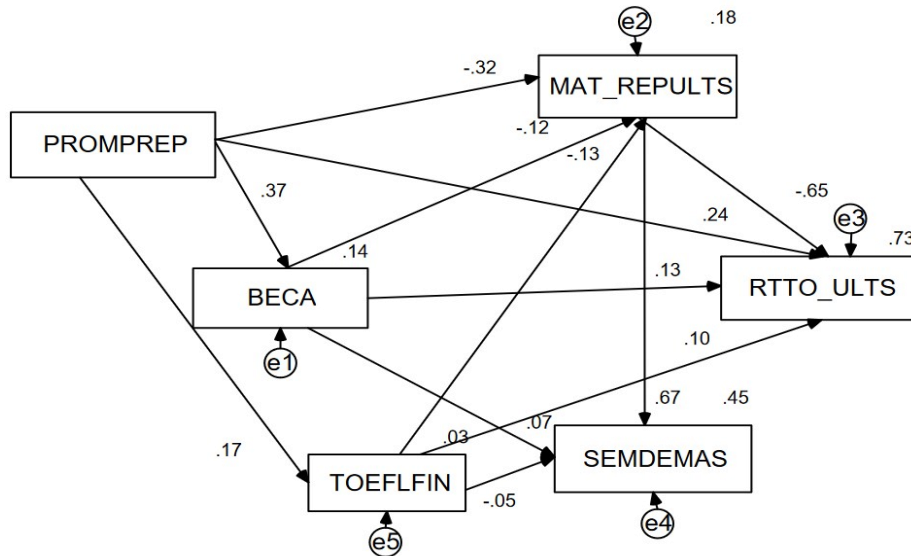 .18
e2
-.32
MAT_REPULTS
PROMPREP
-.12
-.13
.37
-.65
.24
e3
.73
.14
.13
BECA
RTTO_ULTS
.10
e1
.67
.45
.07
.03
.17
SEMDEMAS
TOEFLFIN
-.05
e4
e5